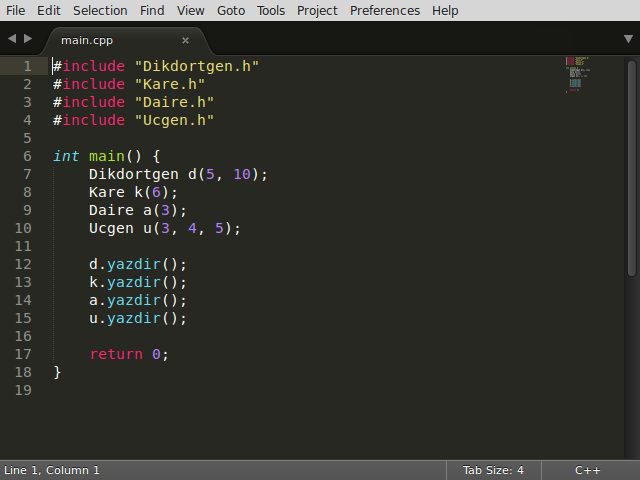 File Edit Selection Find View Goto Tools Project Preferences Help
main.cpp
1 #include "Dikdortgen.h"
2 #include "Kare.h"
3 #include "Daire.h"
4 #include "Ucgen.h"
5
6 int main() {
7     Dikdortgen d(5, 10);
8     Kare k(6);
9     Daire a(3);
10     Ucgen u(3, 4, 5);
11
12     d.yazdir();
13     k.yazdir();
14     a.yazdir();
15     u.yazdir();
16
17     return 0;
18 }
19
Line 1, Column 1 Tab Size: 4 C++